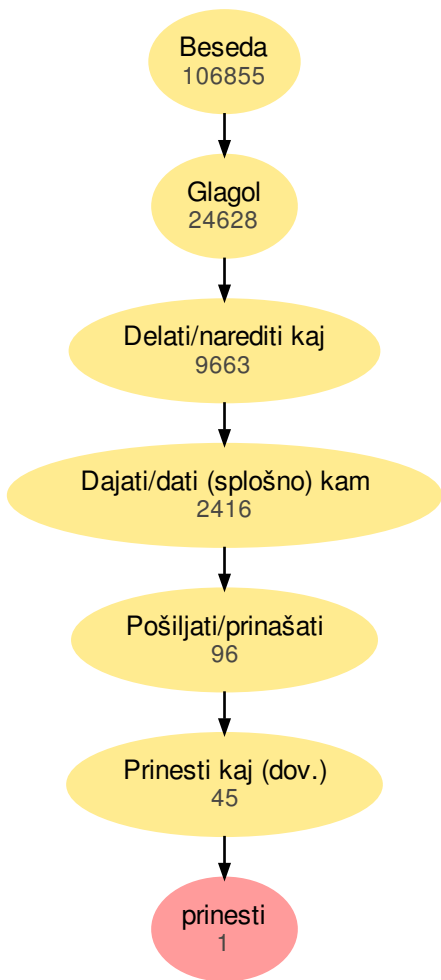 Beseda
106855
Glagol
24628
Delati/narediti kaj
9663
Dajati/dati (splošno) kam
2416
Pošiljati/prinašati
96
Prinesti kaj (dov.)
45
prinesti
1